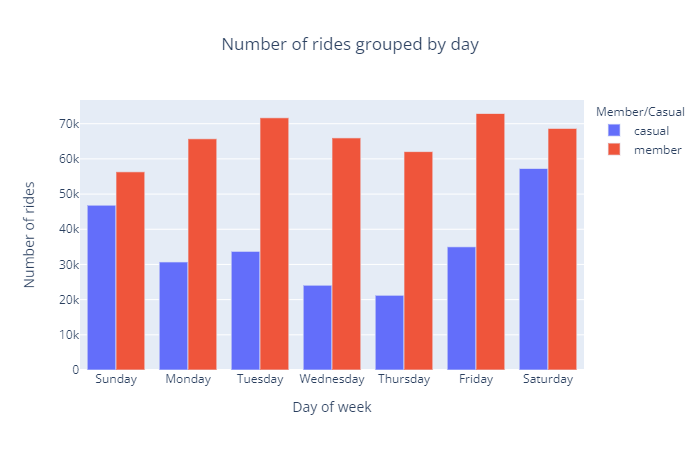 Number of rides grouped by day
Member/Casual
casual
member
Number of rides
70k
60k
50k
40k
30k
20k
10k
0
Sunday Monday Tuesday Wednesday Thursday Friday Saturday
Day of week